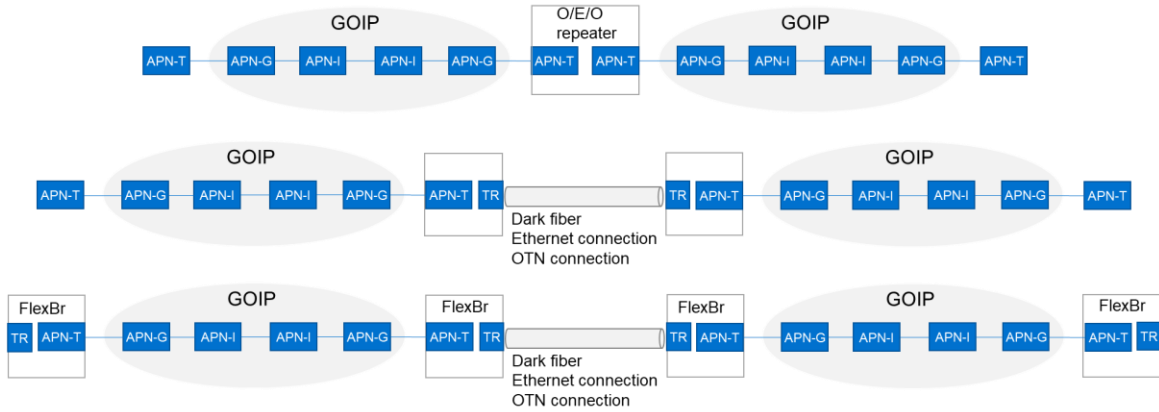 GOIP
O/E/O
repeater
GOIP
APN-T APN-G APN-I APN-I APN-G APN-T APN-T APN-G APN-I APN-I APN-G APN-T
GOIP
GOIP
APN-T APN-G APN-I APN-I APN-G APN-T TR TR APN-T APN-G APN-I APN-I APN-G APN-T
Dark fiber
Ethernet connection
OTN connection
FlexBr GOIP FlexBr FlexBr GOIP FlexBr
TR APN-T APN-G APN-I APN-I APN-G APN-T TR TR APN-T APN-G APN-I APN-I APN-G APN-T TR
Dark fiber
Ethernet connection
OTN connection